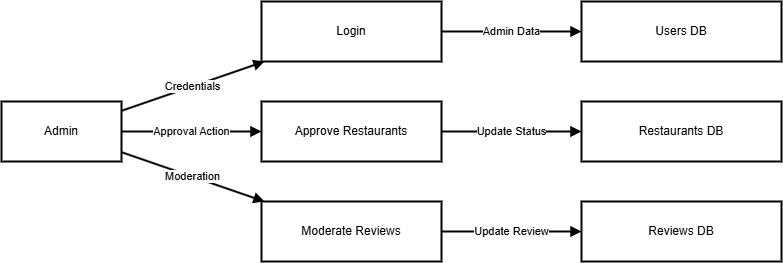 Login
Admin Data
Users DB
Credentials
Admin
Approval Action
Approve Restaurants
Update Status
Restaurants DB
Moderation
Moderate Reviews
Update Review
Reviews DB